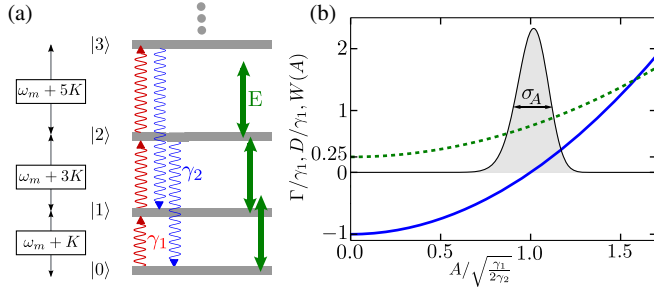 (a)
|3⟩
ω_m + 5K
E
|2⟩
ω_m + 3K
γ_2
|1⟩
ω_m + K
γ_1
|0⟩
(b)
Γ/γ_1, D/γ_1, W(A)
2
1
0.25
0
−1
σ_A
0.0 0.5 1.0 1.5
A/√(γ_1/2γ_2)